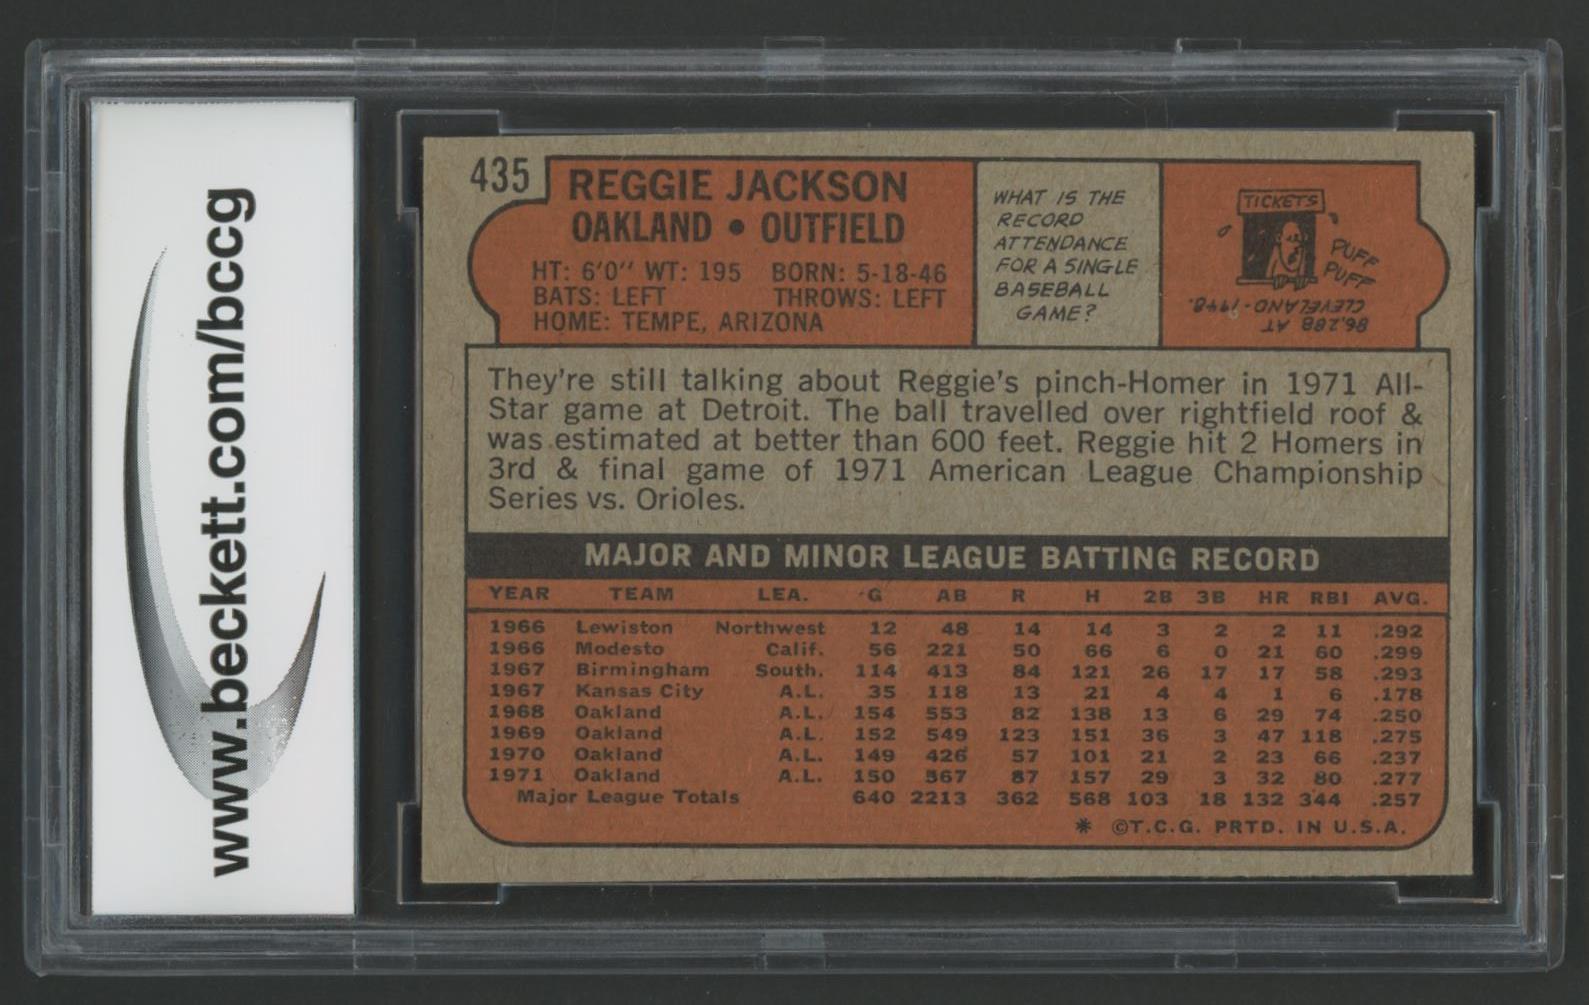 www.beckett.com/bccg
435
REGGIE JACKSON
OAKLAND • OUTFIELD
HT: 6'0" WT: 195 BORN: 5-18-46
BATS: LEFT THROWS: LEFT
HOME: TEMPE, ARIZONA
WHAT IS THE
RECORD
ATTENDANCE
FOR A SINGLE
BASEBALL
GAME?
TICKETS
PUFF
PUFF
86,288 AT
CLEVELAND-1948.
They're still talking about Reggie's pinch-Homer in 1971 All-
Star game at Detroit. The ball travelled over rightfield roof &
was estimated at better than 600 feet. Reggie hit 2 Homers in
3rd & final game of 1971 American League Championship
Series vs. Orioles.
MAJOR AND MINOR LEAGUE BATTING RECORD
YEAR TEAM LEA. G AB R H 2B 3B HR RBI AVG.
1966 Lewiston Northwest 12 48 14 14 3 2 2 11 .292
1966 Modesto Calif. 56 221 50 66 6 0 21 60 .299
1967 Birmingham South. 114 413 84 121 26 17 17 58 .293
1967 Kansas City A.L. 35 118 13 21 4 4 1 6 .178
1968 Oakland A.L. 154 553 82 138 13 6 29 74 .250
1969 Oakland A.L. 152 549 123 151 36 3 47 118 .275
1970 Oakland A.L. 149 426 57 101 21 2 23 66 .237
1971 Oakland A.L. 150 567 87 157 29 3 32 80 .277
Major League Totals 640 2213 362 568 103 18 132 344 .257
* ©T.C.G. PRTD. IN U.S.A.